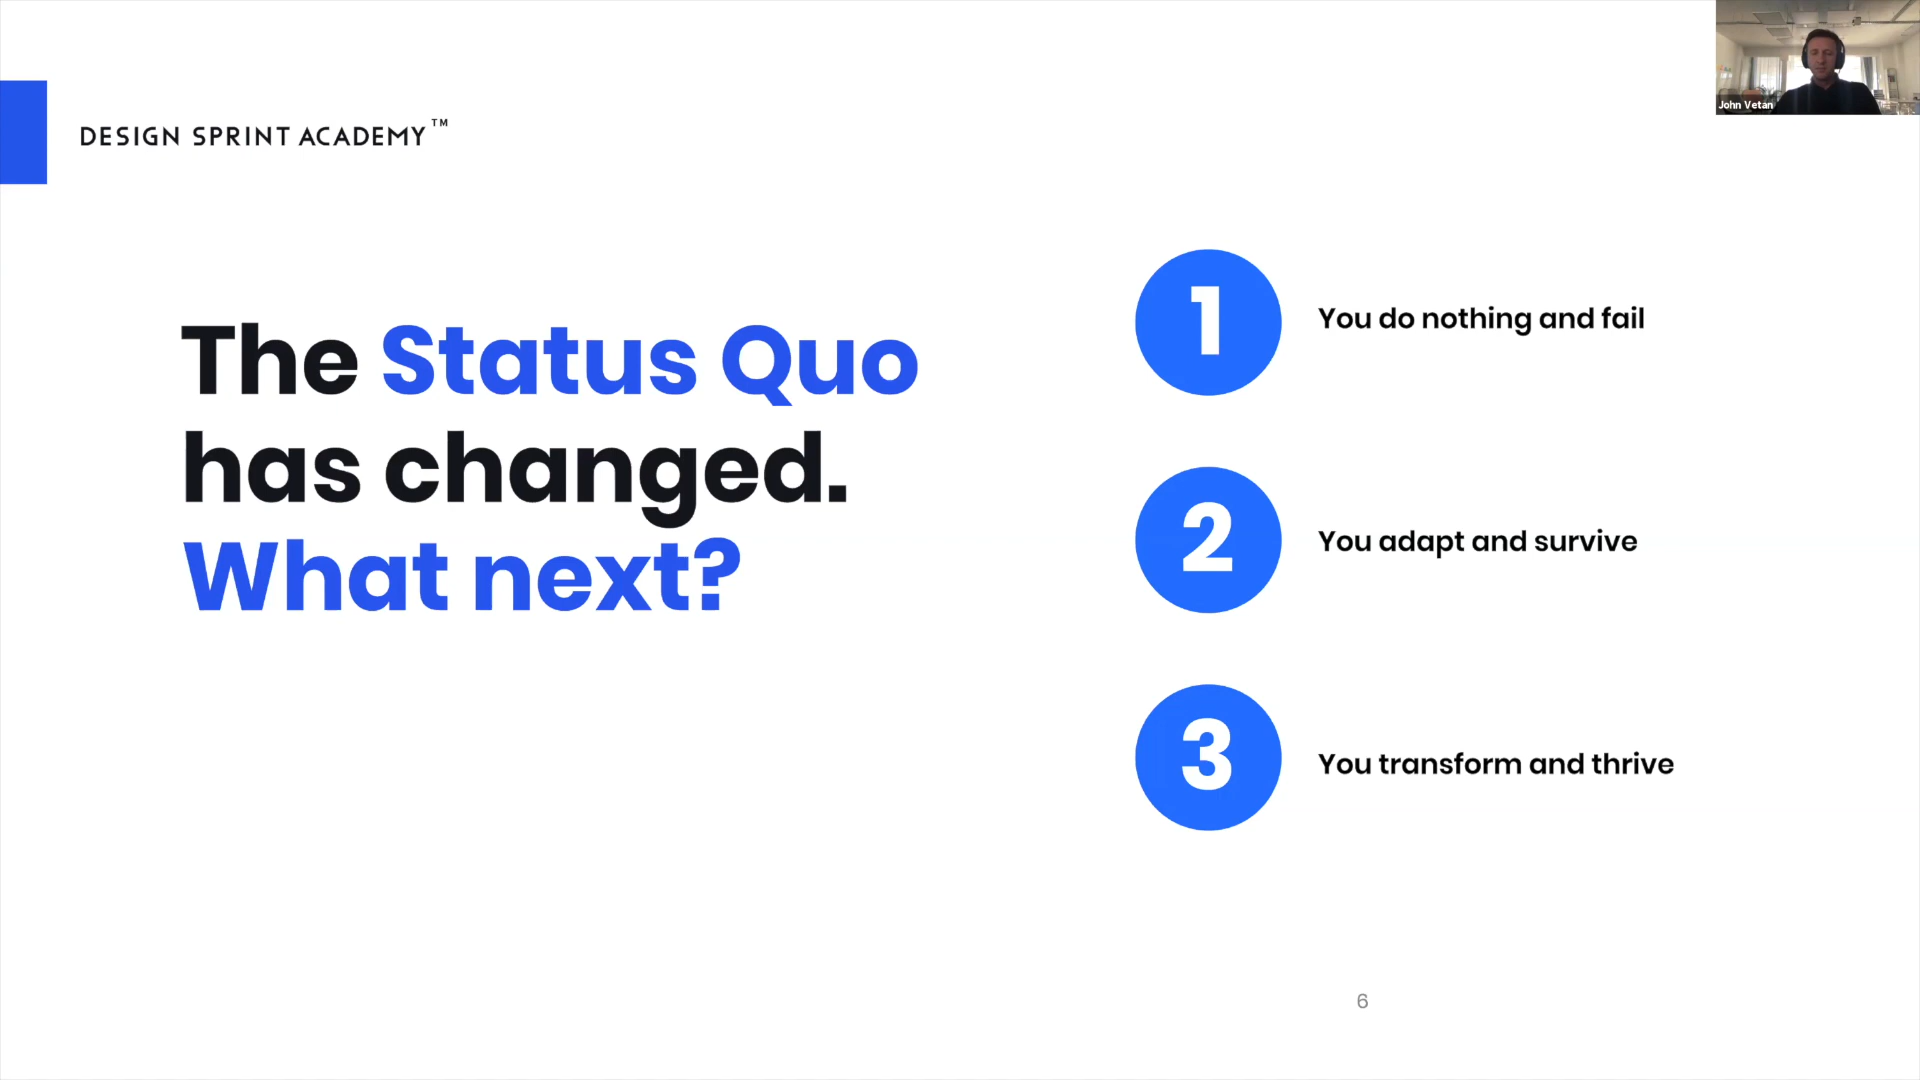 John Vetan
DESIGN SPRINT ACADEMY™
The Status Quo
has changed.
What next?
1
You do nothing and fail
2
You adapt and survive
3
You transform and thrive
6